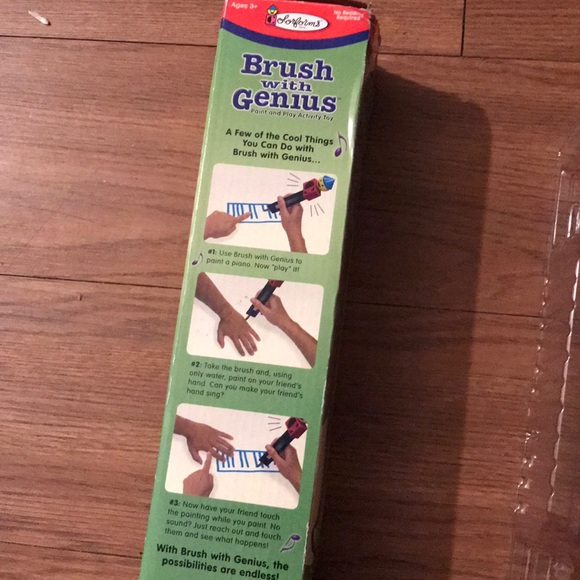 Ages 3+
Colorforms
No Batteries
Required
Brush
with
Genius
Paint and Play Activity Toy
A Few of the Cool Things
You Can Do with
Brush with Genius...
#1: Use Brush with Genius to
paint a piano. Now "play" it!
#2: Take the brush and, using
only water, paint on your friend's
hand. Can you make your friend's
hand sing?
#3: Now have your friend touch
the painting while you paint. No
sound? Just reach out and touch
them and see what happens!
With Brush with Genius, the
possibilities are endless!